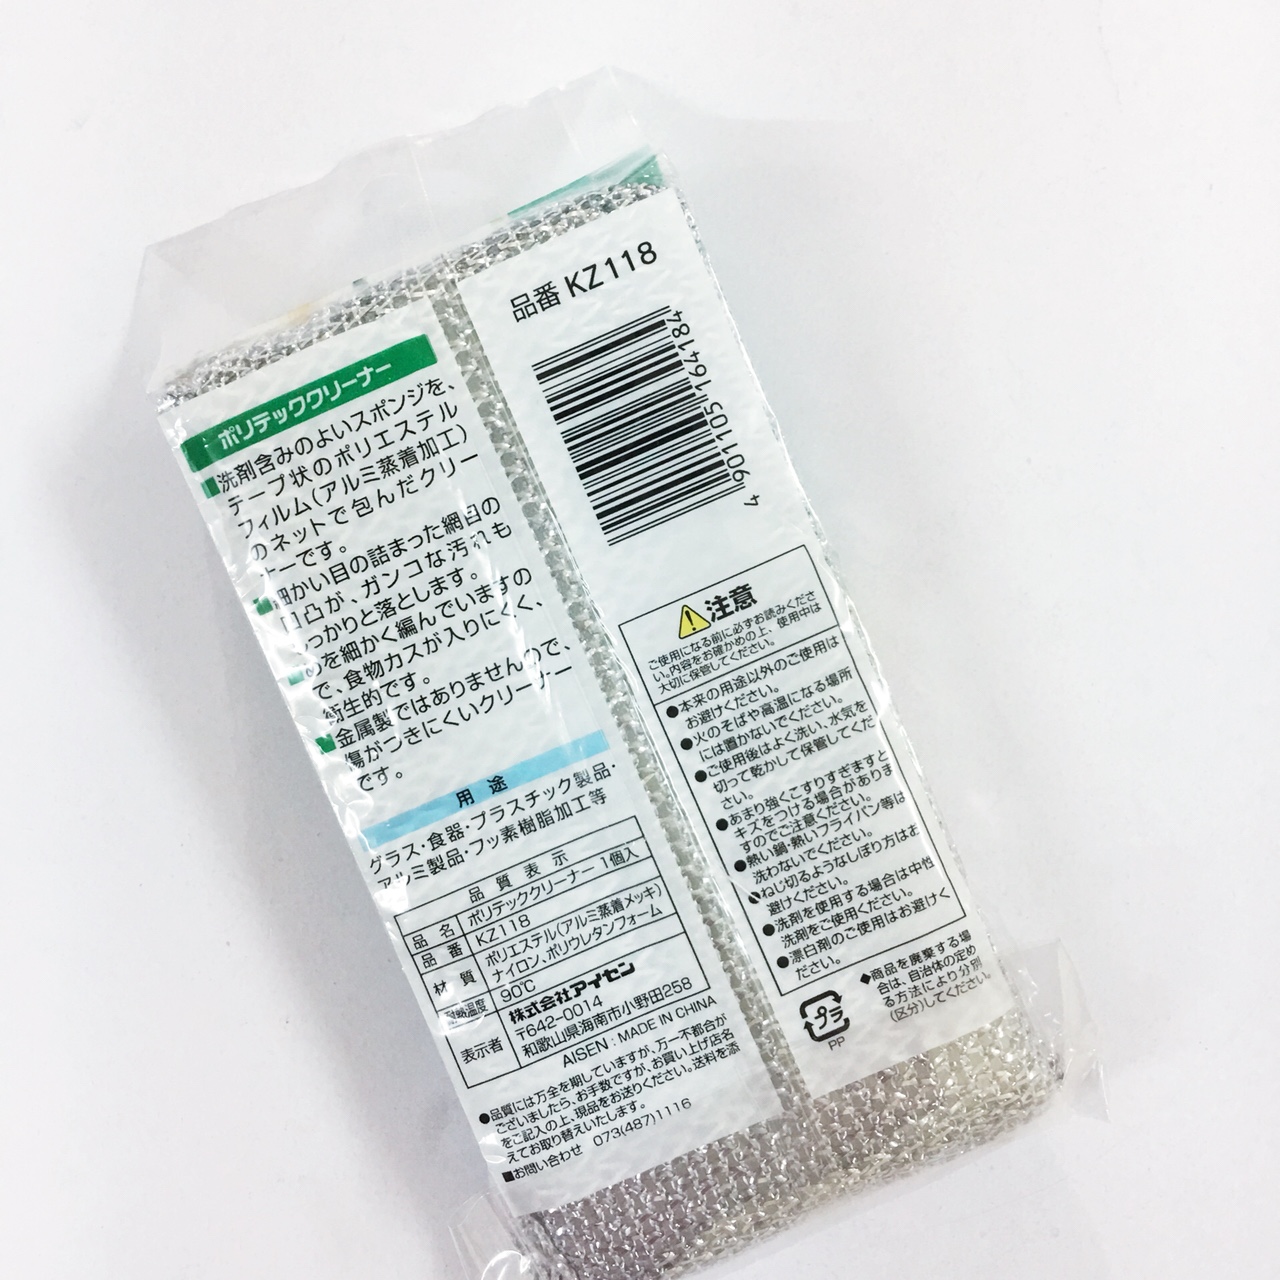 ポリテッククリーナー
■洗剤含みのよいスポンジを、
テープ状のポリエステル
フィルム(アルミ蒸着加工)
のネットで包んだクリー
ナーです。
細かい目の詰まった網目の
凹凸が、ガンコな汚れも
っかりと落とします。
を細かく編んでいますの
で、食物カスが入りにくく、
衛生的です。
■金属製ではありませんので、
傷がつきにくいクリーナー
です。
用途
グラス・食器・プラスチック製品・
アルミ製品・フッ素樹脂加工等
品質表示
品名 ポリテッククリーナー 1個入
品番 KZ118
材質 ポリエステル(アルミ蒸着メッキ)
ナイロン、ポリウレタンフォーム
耐熱温度 90℃
表示者 株式会社アイセン
〒642-0014
和歌山県海南市小野田258
AISEN : MADE IN CHINA
●品質には万全を期していますが、万一不都合が
ございましたら、お手数ですが、お買い上げ店名
をご記入の上、現品をお送りください。送料を添
えてお取り替えいたします。
■お問い合わせ 073(487)1116
品番 KZ118
4 901105 164184
注意
ご使用になる前に必ずお読みくださ
い。内容をお確かめの上、使用中は
大切に保管してください。
●本来の用途以外のご使用は
お避けください。
●火のそばや高温になる場所
には置かないでください。
●ご使用後はよく洗い、水気を
切って乾かして保管してくだ
さい。
●あまり強くこすりすぎますと
キズをつける場合がありま
すのでご注意ください。
●熱い鍋・熱いフライパン等は
洗わないでください。
●ねじ切るようなしぼり方はお
避けください。
●洗剤を使用する場合は中性
洗剤をご使用ください。
●漂白剤のご使用はお避けく
ださい。
プラ
PP
◆商品を廃棄する場
合は、自治体の定め
る方法により分別
(区分)してください。